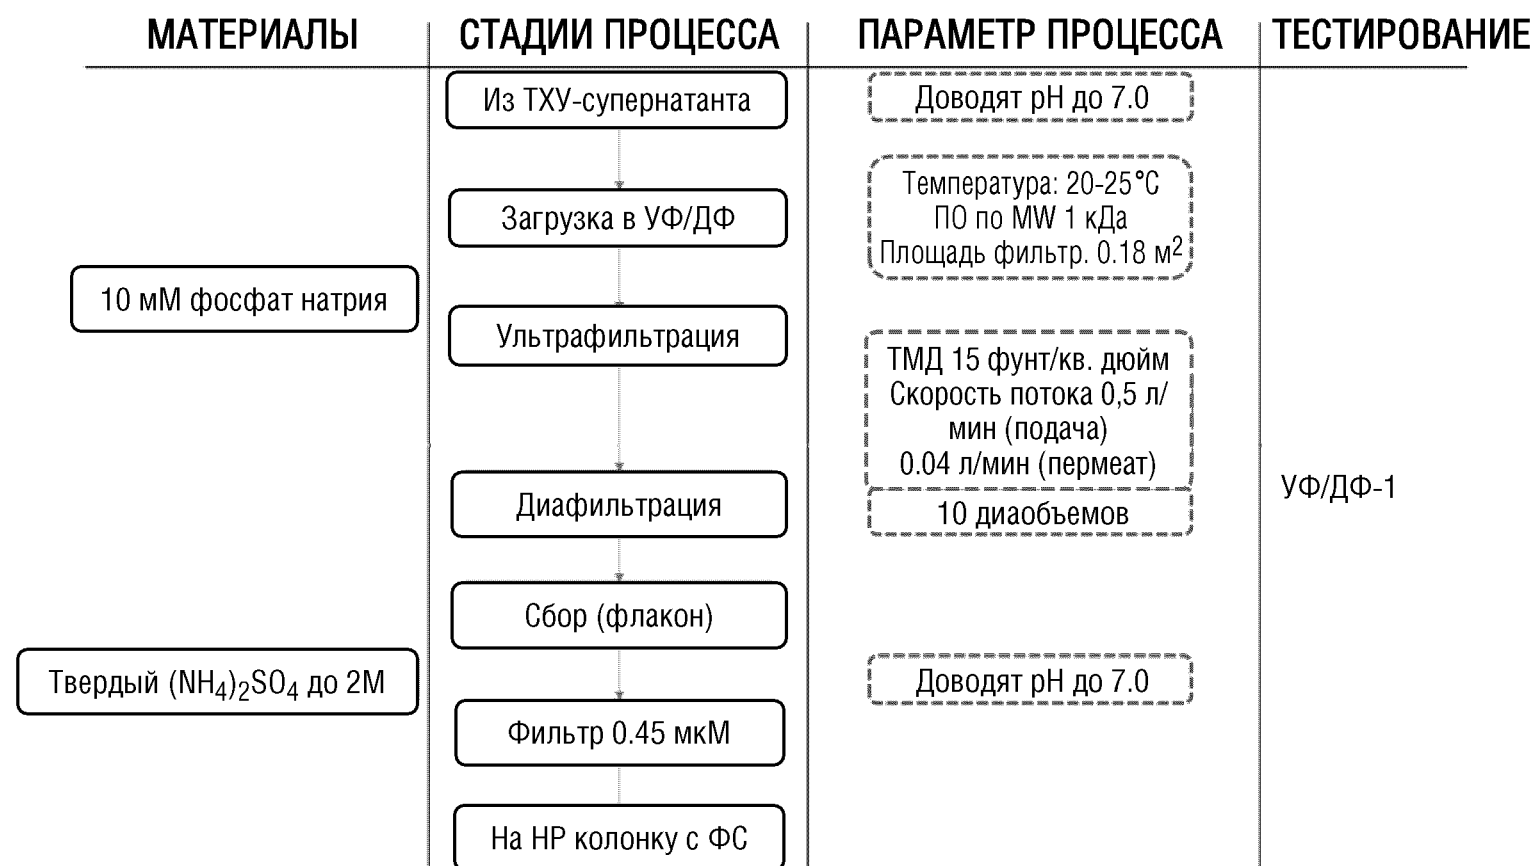 МАТЕРИАЛЫ
СТАДИИ ПРОЦЕССА
ПАРАМЕТР ПРОЦЕССА
ТЕСТИРОВАНИЕ
Из ТХУ-супернатанта
Доводят pH до 7.0
Загрузка в УФ/ДФ
Температура: 20-25°C
ПО по MW 1 кДа
Площадь фильтр. 0.18 м²
10 мМ фосфат натрия
Ультрафильтрация
ТМД 15 фунт/кв. дюйм
Скорость потока 0,5 л/
мин (подача)
0.04 л/мин (пермеат)
Диафильтрация
10 диаобъемов
УФ/ДФ-1
Сбор (флакон)
Твердый (NH₄)₂SO₄ до 2М
Доводят pH до 7.0
Фильтр 0.45 мкМ
На HP колонку с ФС